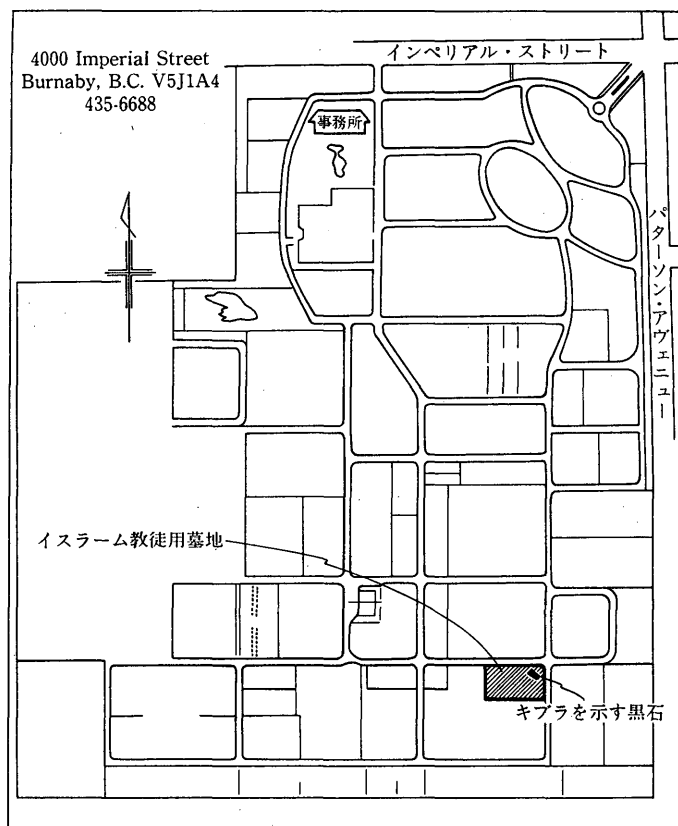 4000 Imperial Street
Burnaby, B.C. V5J1A4
435-6688
インペリアル・ストリート
事務所
パターソン・アヴェニュー
イスラーム教徒用墓地
キブラを示す黒石